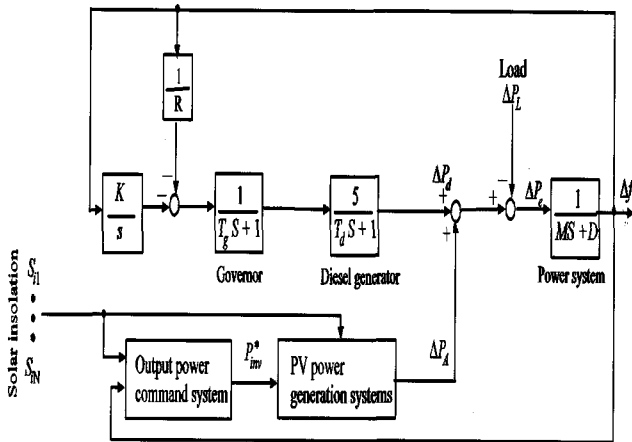 1
R
Load
ΔP_L
K
s
−
−
1
T_g S + 1
Governor
5
T_d S + 1
Diesel generator
ΔP_d
+
+
+
−
ΔP_e
1
MS + D
Power system
Δf
Solar insolation
S_i1
S_iN
Output power
command system
P*_inv
PV power
generation systems
ΔP_A